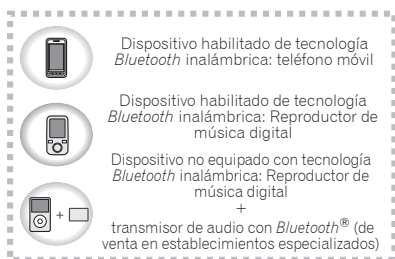 Dispositivo habilitado de tecnología
Bluetooth inalámbrica: teléfono móvil
Dispositivo habilitado de tecnología
Bluetooth inalámbrica: Reproductor de
música digital
Dispositivo no equipado con tecnología
Bluetooth inalámbrica: Reproductor de
música digital
+
+
transmisor de audio con Bluetooth® (de
venta en establecimientos especializados)